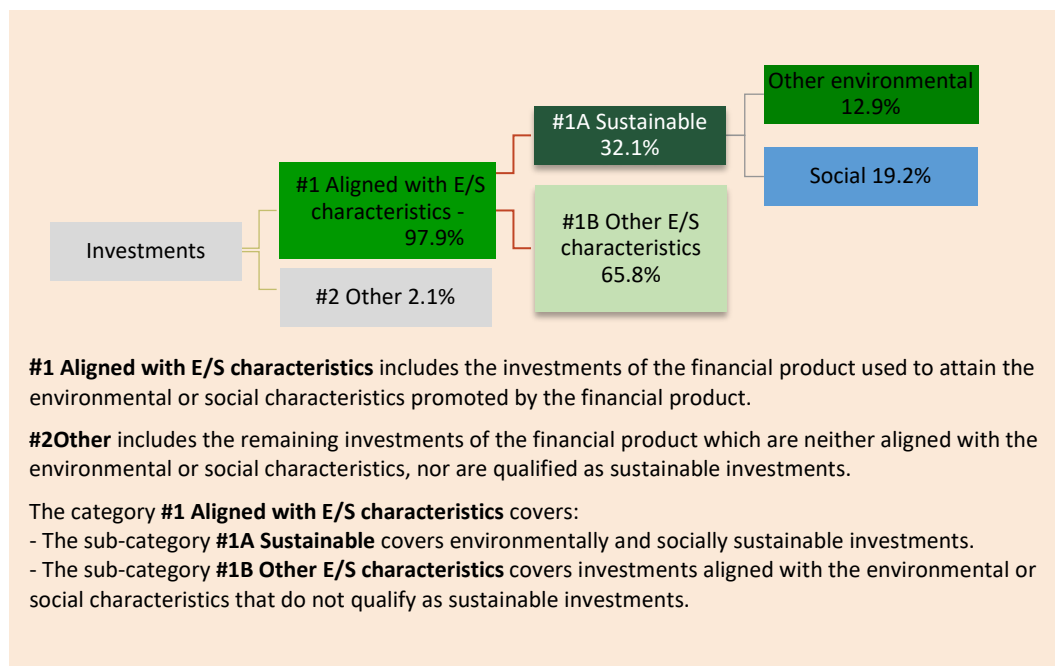 Investments
#1 Aligned with E/S
characteristics -
97.9%
#2 Other 2.1%
#1A Sustainable
32.1%
#1B Other E/S
characteristics
65.8%
Other environmental
12.9%
Social 19.2%
#1 Aligned with E/S characteristics includes the investments of the financial product used to attain the
environmental or social characteristics promoted by the financial product.
#2Other includes the remaining investments of the financial product which are neither aligned with the
environmental or social characteristics, nor are qualified as sustainable investments.
The category #1 Aligned with E/S characteristics covers:
- The sub-category #1A Sustainable covers environmentally and socially sustainable investments.
- The sub-category #1B Other E/S characteristics covers investments aligned with the environmental or
social characteristics that do not qualify as sustainable investments.